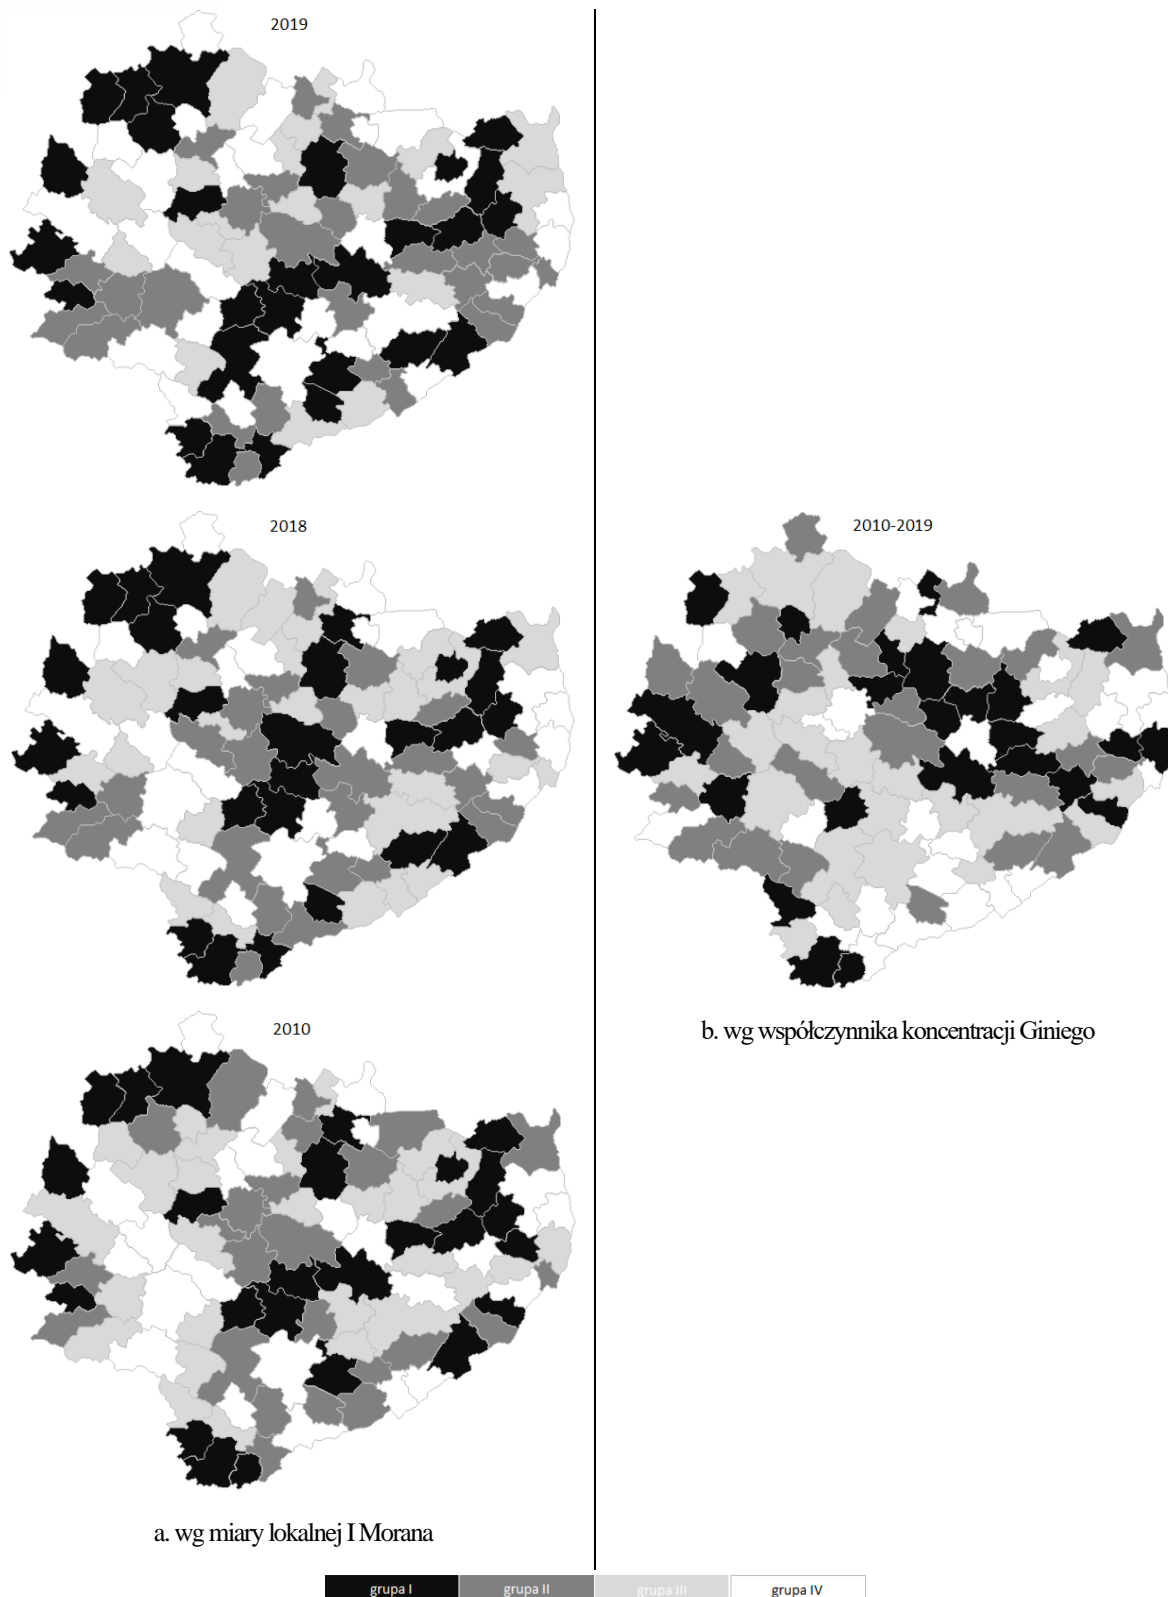 2019
2018
2010-2019
2010
b. wg współczynnika koncentracji Giniego
a. wg miary lokalnej I Morana
grupa I
grupa II
grupa III
grupa IV